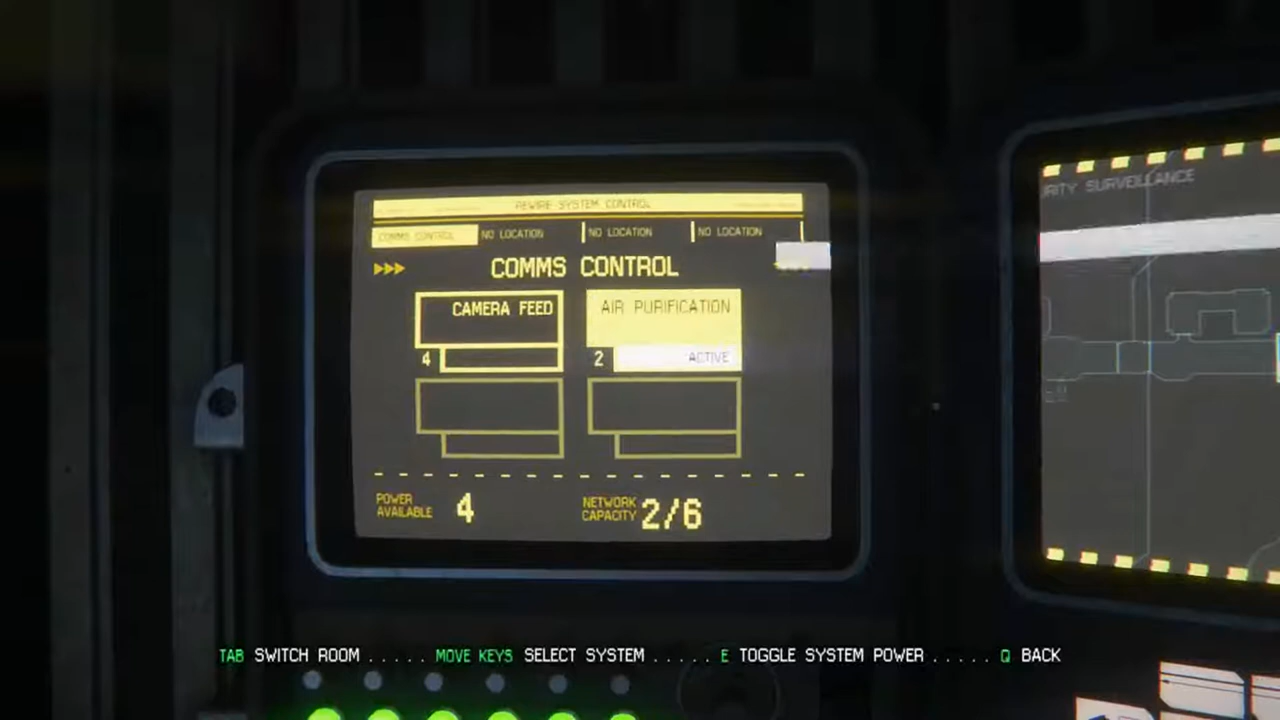 REWIRE SYSTEM CONTROL
COMMS CONTROL NO LOCATION NO LOCATION NO LOCATION
COMMS CONTROL
CAMERA FEED AIR PURIFICATION
4 2 ACTIVE
POWER AVAILABLE 4 NETWORK CAPACITY 2/6
SURVEILLANCE
TAB SWITCH ROOM ..... MOVE KEYS SELECT SYSTEM ..... E TOGGLE SYSTEM POWER ..... Q BACK